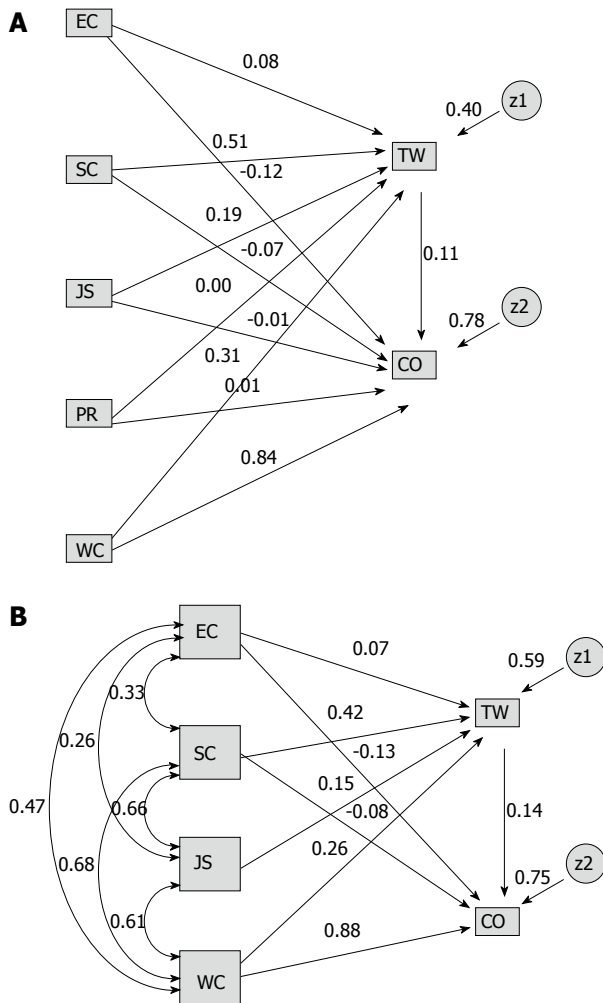 A
EC
0.08
z1
0.40
0.51
TW
SC
-0.12
0.19
-0.07
0.11
JS
0.00
z2
-0.01
0.78
0.31
CO
0.01
PR
0.84
WC
B
EC
0.07
z1
0.59
0.33
0.42
TW
0.26
SC
-0.13
0.15
0.47
0.66
-0.08
0.14
0.26
z2
0.68
JS
0.75
0.61
0.88
CO
WC